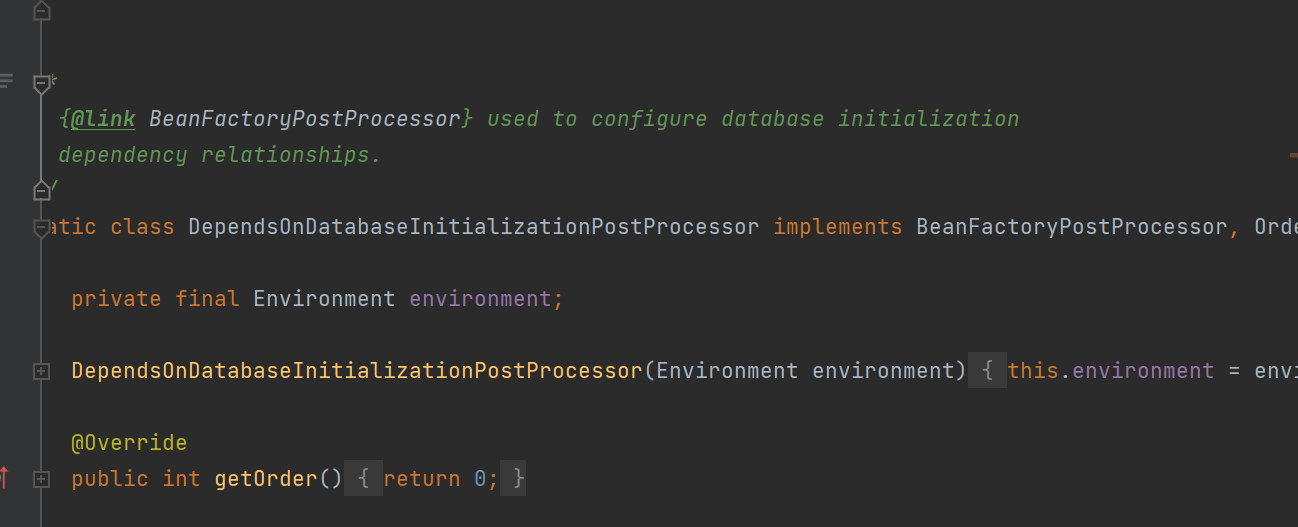 *
{@link BeanFactoryPostProcessor} used to configure database initialization
dependency relationships.
/
atic class DependsOnDatabaseInitializationPostProcessor implements BeanFactoryPostProcessor, Orde
private final Environment environment;
DependsOnDatabaseInitializationPostProcessor(Environment environment) { this.environment = envi
@Override
public int getOrder() { return 0; }